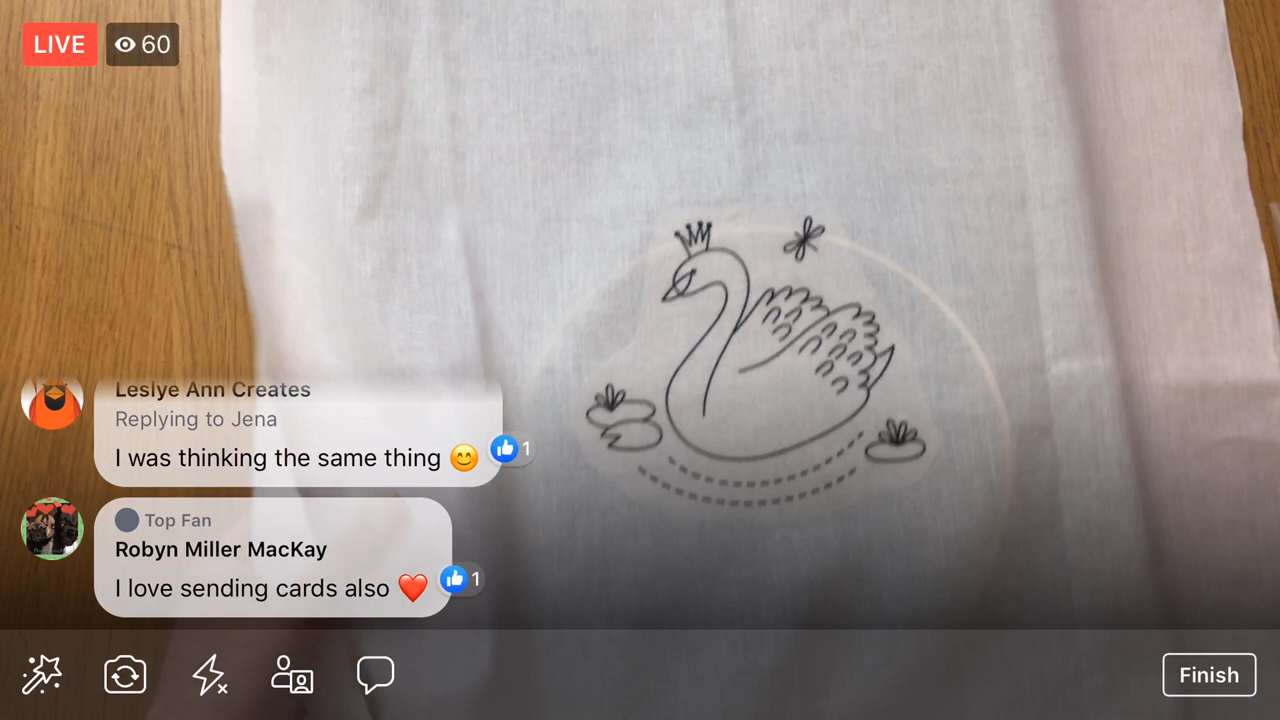 LIVE
60
Leslye Ann Creates
Replying to Jena
I was thinking the same thing 😊
1
Top Fan
Robyn Miller MacKay
I love sending cards also ❤️
1
Finish